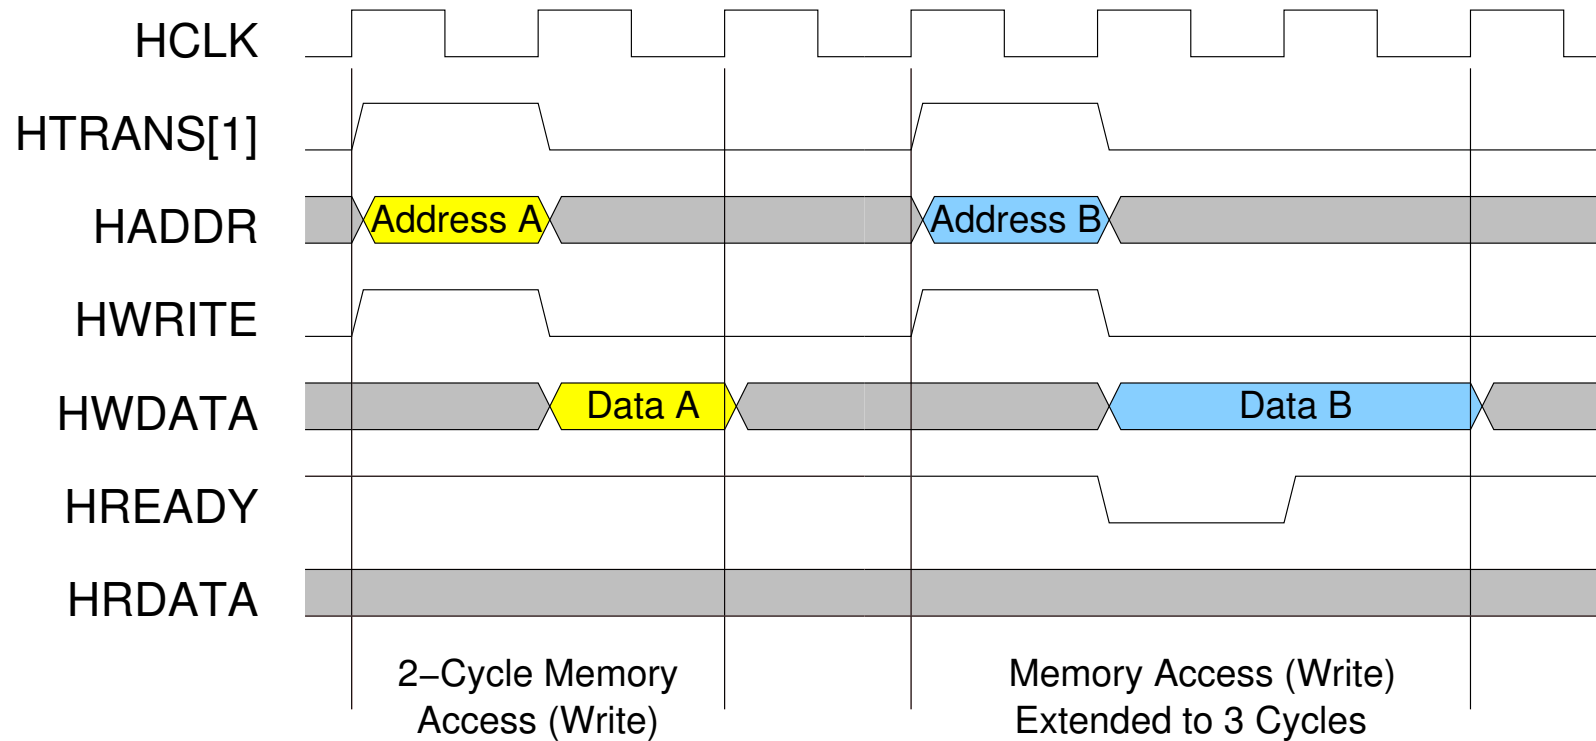 HCLK
HTRANS[1]
HADDR
Address A
Address B
HWRITE
HWDATA
Data A
Data B
HREADY
HRDATA
2−Cycle Memory
Access (Write)
Memory Access (Write)
Extended to 3 Cycles